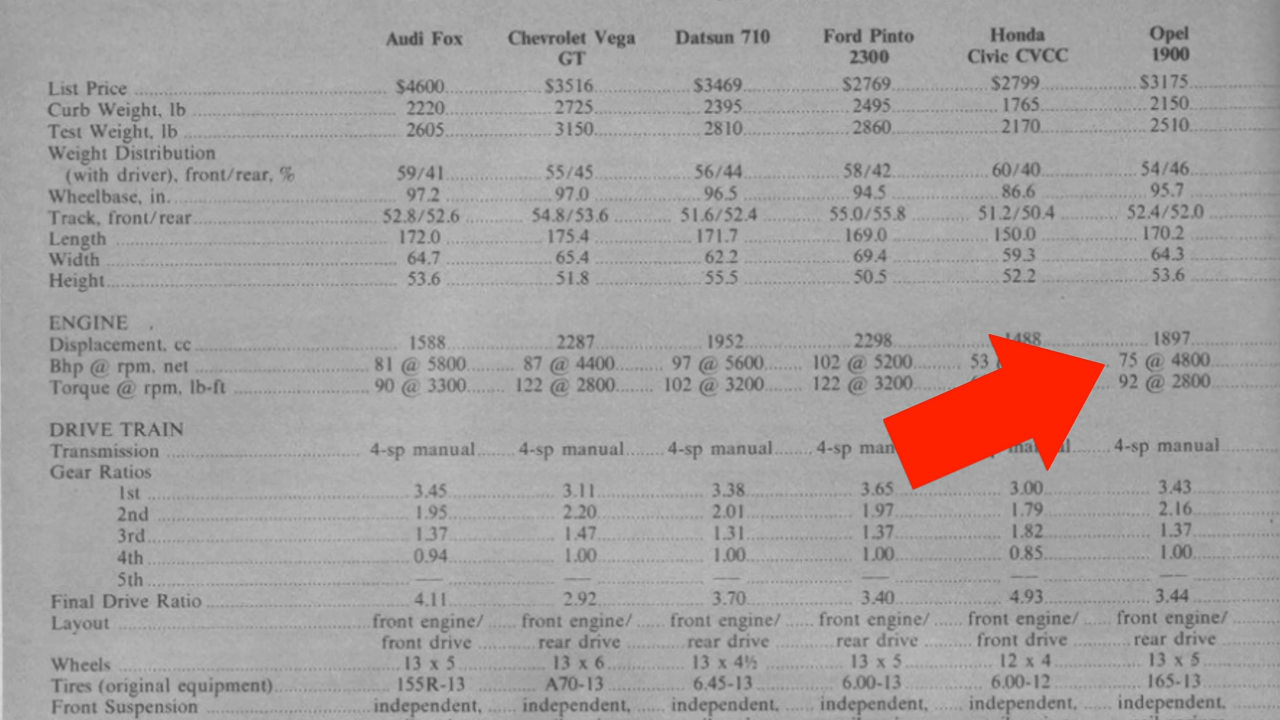 Audi Fox Chevrolet Vega Datsun 710 Ford Pinto Honda Opel
GT 2300 Civic CVCC 1900
List Price $4600 $3516 $3469 $2769 $2799 $3175
Curb Weight, lb 2220 2725 2395 2495 1765 2150
Test Weight, lb 2605 3150 2810 2860 2170 2510
Weight Distribution
(with driver), front/rear, % 59/41 55/45 56/44 58/42 60/40 54/46
Wheelbase, in. 97.2 97.0 96.5 94.5 86.6 95.7
Track, front/rear 52.8/52.6 54.8/53.6 51.6/52.4 55.0/55.8 51.2/50.4 52.4/52.0
Length 172.0 175.4 171.7 169.0 150.0 170.2
Width 64.7 65.4 62.2 69.4 59.3 64.3
Height 53.6 51.8 55.5 50.5 52.2 53.6
ENGINE
Displacement, cc 1588 2287 1952 2298 1488 1897
Bhp @ rpm, net 81 @ 5800 87 @ 4400 97 @ 5600 102 @ 5200 53 75 @ 4800
Torque @ rpm, lb-ft 90 @ 3300 122 @ 2800 102 @ 3200 122 @ 3200 92 @ 2800
DRIVE TRAIN
Transmission 4-sp manual 4-sp manual 4-sp manual 4-sp man manual 4-sp manual
Gear Ratios
1st 3.45 3.11 3.38 3.65 3.00 3.43
2nd 1.95 2.20 2.01 1.97 1.79 2.16
3rd 1.37 1.47 1.31 1.37 1.82 1.37
4th 0.94 1.00 1.00 1.00 0.85 1.00
5th — — — — — —
Final Drive Ratio 4.11 2.92 3.70 3.40 4.93 3.44
Layout front engine/ front engine/ front engine/ front engine/ front engine/ front engine/
front drive rear drive rear drive rear drive front drive rear drive
Wheels 13 x 5 13 x 6 13 x 4½ 13 x 5 12 x 4 13 x 5
Tires (original equipment) 155R-13 A70-13 6.45-13 6.00-13 6.00-12 165-13
Front Suspension independent, independent, independent, independent, independent, independent,